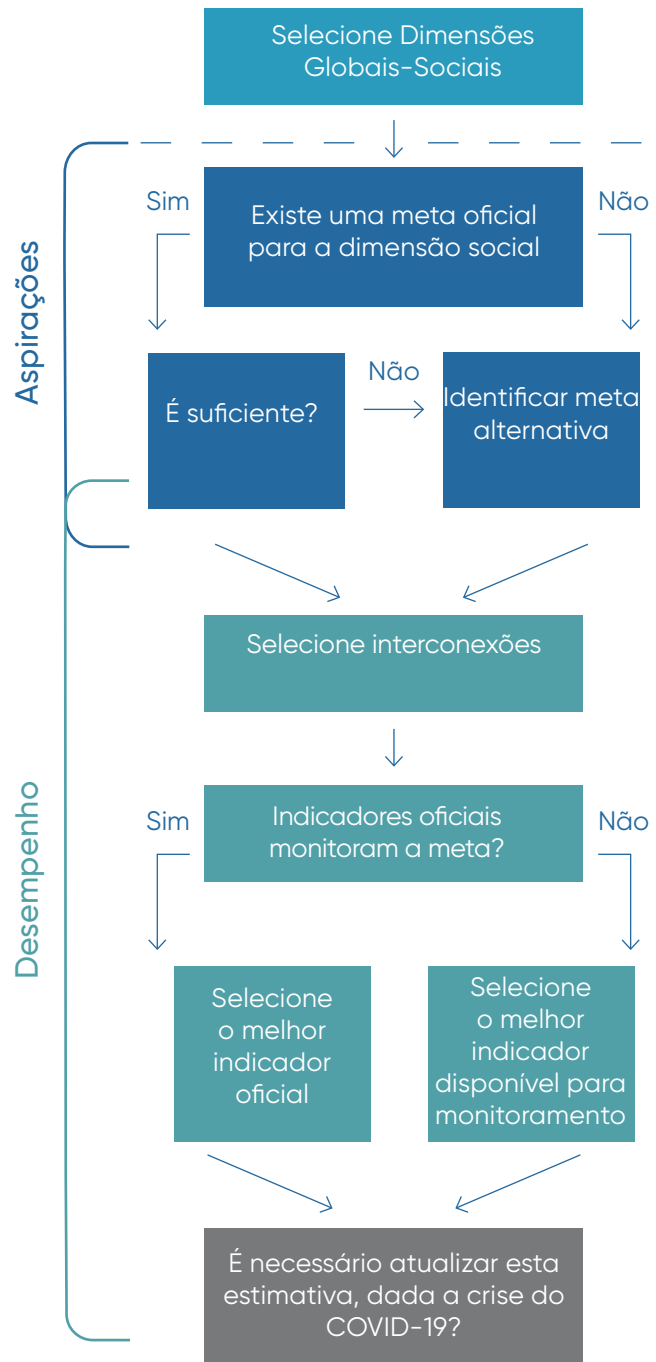 Selecione Dimensões
Globais-Sociais
Aspirações
Sim
Existe uma meta oficial
para a dimensão social
Não
É suficiente?
Não
Identificar meta
alternativa
Selecione interconexões
Desempenho
Sim
Indicadores oficiais
monitoram a meta?
Não
Selecione
o melhor
indicador
oficial
Selecione
o melhor
indicador
disponível para
monitoramento
É necessário atualizar esta
estimativa, dada a crise do
COVID-19?